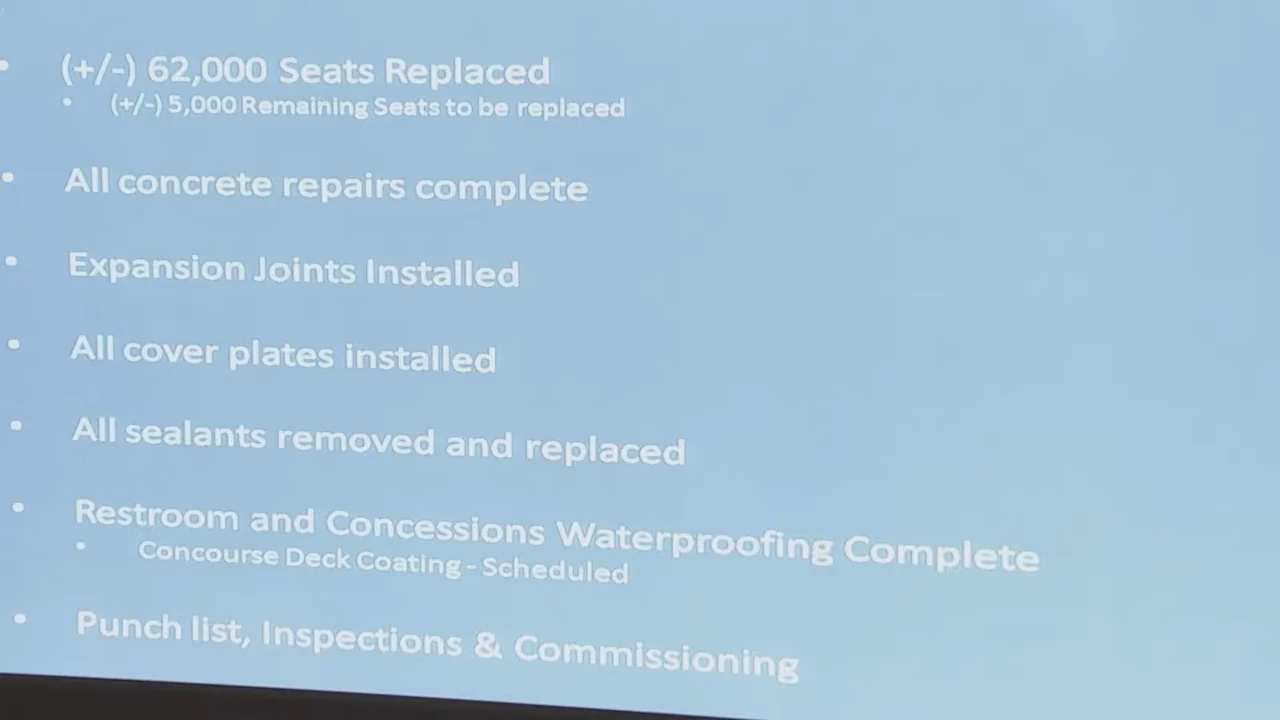 (+/-) 62,000 Seats Replaced
(+/-) 5,000 Remaining Seats to be replaced
All concrete repairs complete
Expansion Joints Installed
All cover plates installed
All sealants removed and replaced
Restroom and Concessions Waterproofing Complete
Concourse Deck Coating - Scheduled
Punch list, Inspections & Commissioning